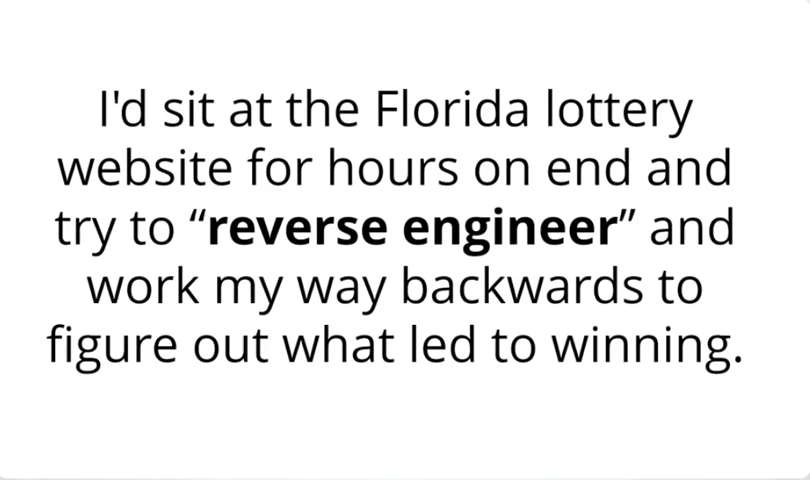 I'd sit at the Florida lottery
website for hours on end and
try to “reverse engineer” and
work my way backwards to
figure out what led to winning.